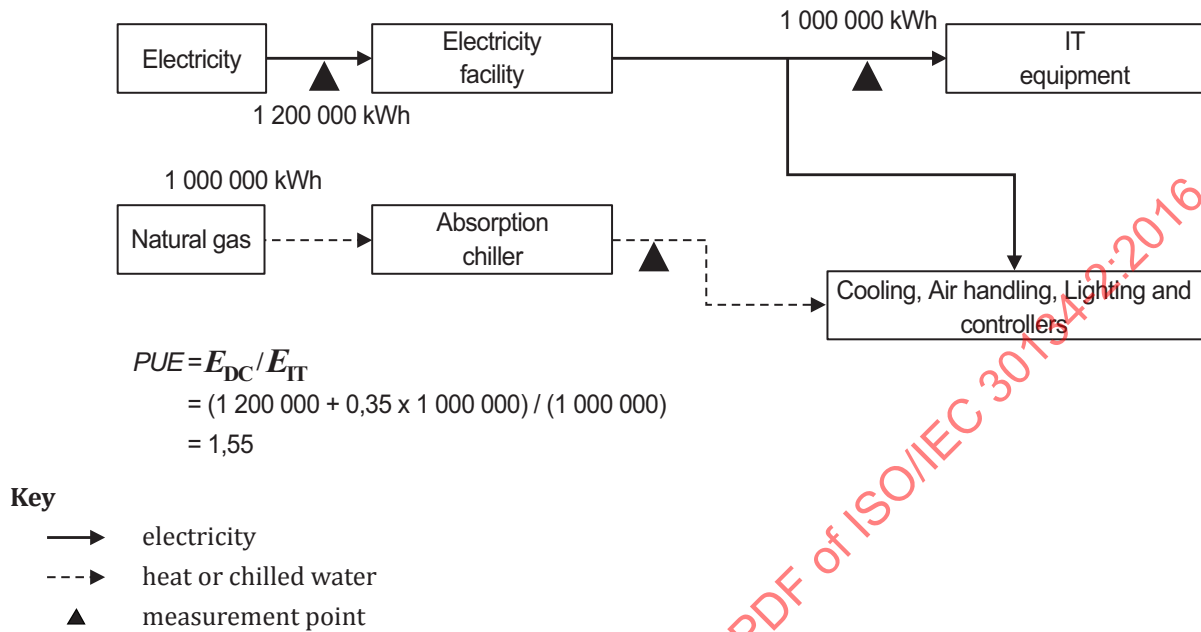 1 000 000 kWh
Electricity
Electricity
facility
IT
equipment
1 200 000 kWh
1 000 000 kWh
Natural gas
Absorption
chiller
Cooling, Air handling, Lighting and
controllers
PUE = E_DC / E_IT
= (1 200 000 + 0,35 x 1 000 000) / (1 000 000)
= 1,55
Key
electricity
heat or chilled water
measurement point
PDF of ISO/IEC 30134-2:2016